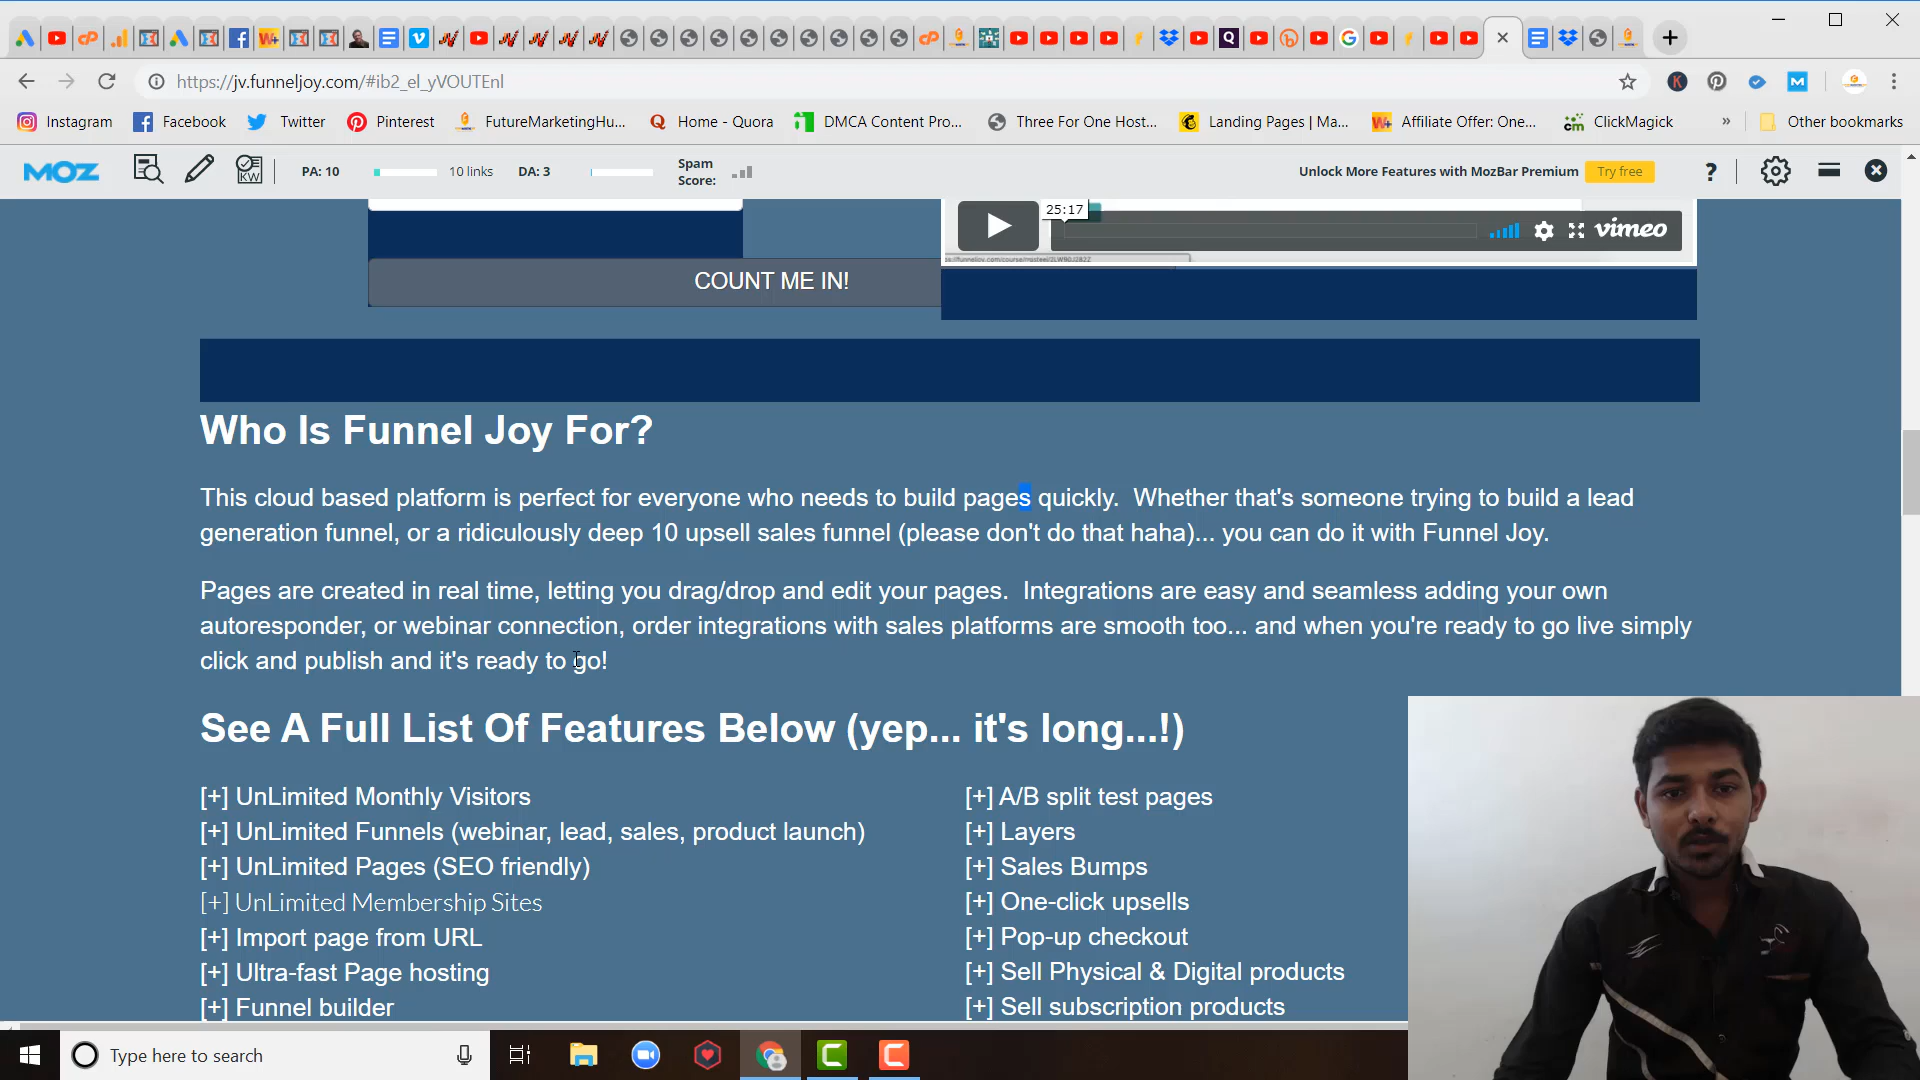 https://jv.funneljoy.com/#ib2_el_yVOUTEnl
Instagram
Facebook
Twitter
Pinterest
FutureMarketingHu...
Home - Quora
DMCA Content Pro...
Three For One Host...
Landing Pages | Ma...
Affiliate Offer: One...
ClickMagick
»
Other bookmarks
MOZ
PA: 10
10 links
DA: 3
Spam
Score:
Unlock More Features with MozBar Premium
Try free
?
25:17
vimeo
COUNT ME IN!
Who Is Funnel Joy For?
This cloud based platform is perfect for everyone who needs to build pages quickly. Whether that's someone trying to build a lead
generation funnel, or a ridiculously deep 10 upsell sales funnel (please don't do that haha)... you can do it with Funnel Joy.
Pages are created in real time, letting you drag/drop and edit your pages. Integrations are easy and seamless adding your own
autoresponder, or webinar connection, order integrations with sales platforms are smooth too... and when you're ready to go live simply
click and publish and it's ready to go!
See A Full List Of Features Below (yep... it's long...!)
[+] UnLimited Monthly Visitors
[+] UnLimited Funnels (webinar, lead, sales, product launch)
[+] UnLimited Pages (SEO friendly)
[+] UnLimited Membership Sites
[+] Import page from URL
[+] Ultra-fast Page hosting
[+] Funnel builder
[+] A/B split test pages
[+] Layers
[+] Sales Bumps
[+] One-click upsells
[+] Pop-up checkout
[+] Sell Physical & Digital products
[+] Sell subscription products
Type here to search